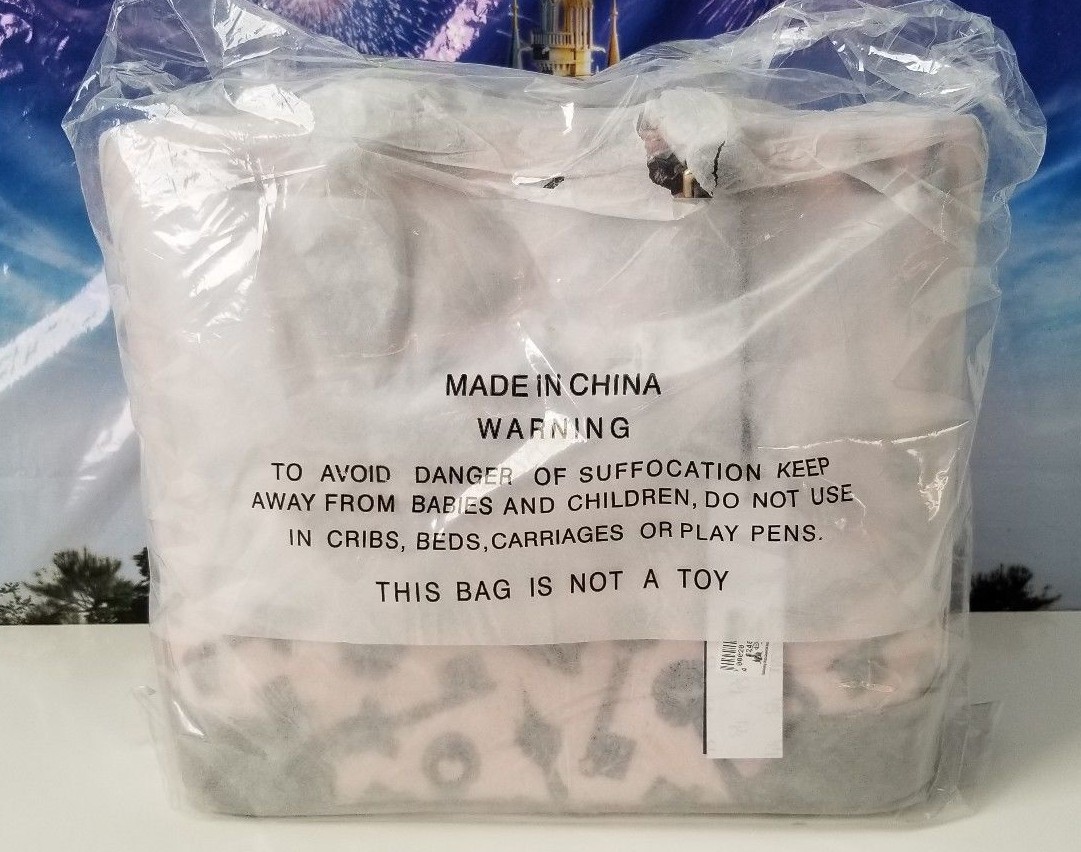 MADE IN CHINA
WARNING
TO AVOID DANGER OF SUFFOCATION KEEP
AWAY FROM BABIES AND CHILDREN, DO NOT USE
IN CRIBS, BEDS, CARRIAGES OR PLAY PENS.
THIS BAG IS NOT A TOY